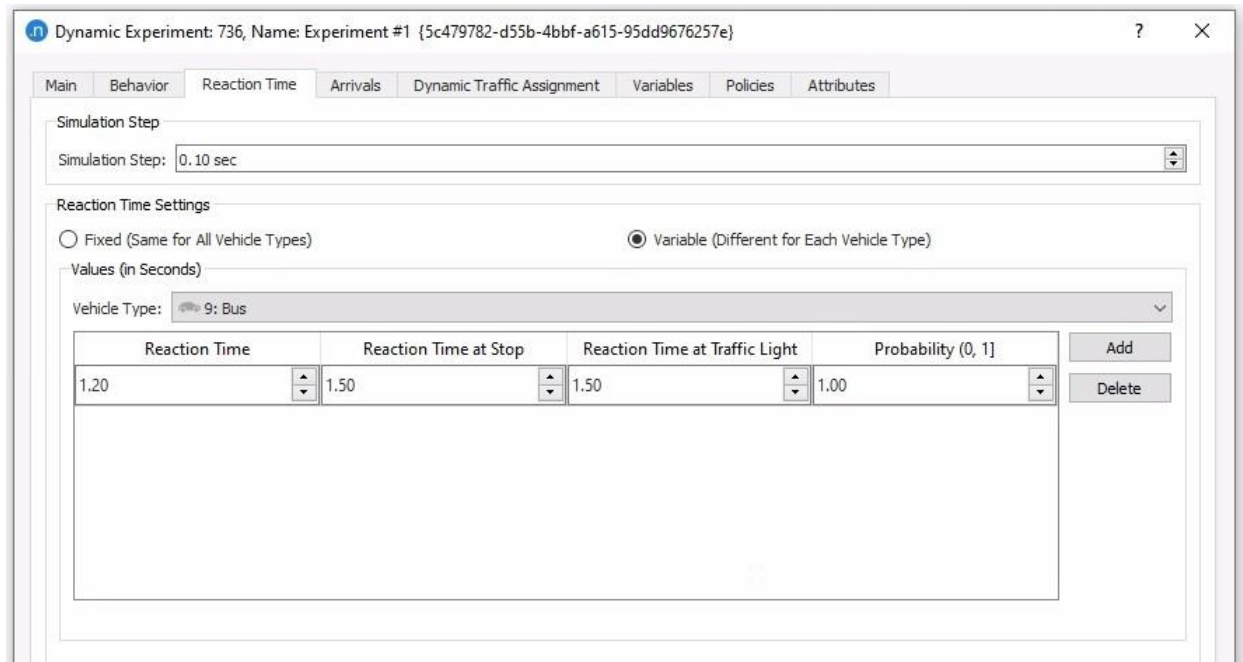 .n Dynamic Experiment: 736, Name: Experiment #1 {5c479782-d55b-4bbf-a615-95dd9676257e} ?
Main Behavior Reaction Time Arrivals Dynamic Traffic Assignment Variables Policies Attributes
Simulation Step
Simulation Step: 0.10 sec
Reaction Time Settings
Fixed (Same for All Vehicle Types) Variable (Different for Each Vehicle Type)
Values (in Seconds)
Vehicle Type: 9: Bus
Reaction Time Reaction Time at Stop Reaction Time at Traffic Light Probability (0, 1] Add
1.20 1.50 1.50 1.00 Delete